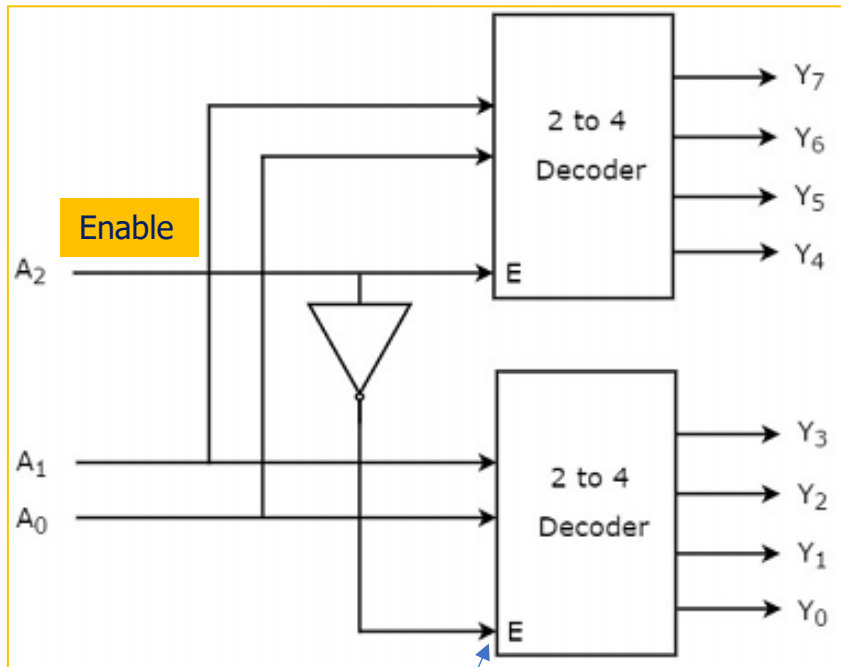 2 to 4
Decoder
Y7
Y6
Y5
Y4
Enable
A2
E
A1
A0
2 to 4
Decoder
Y3
Y2
Y1
Y0
E